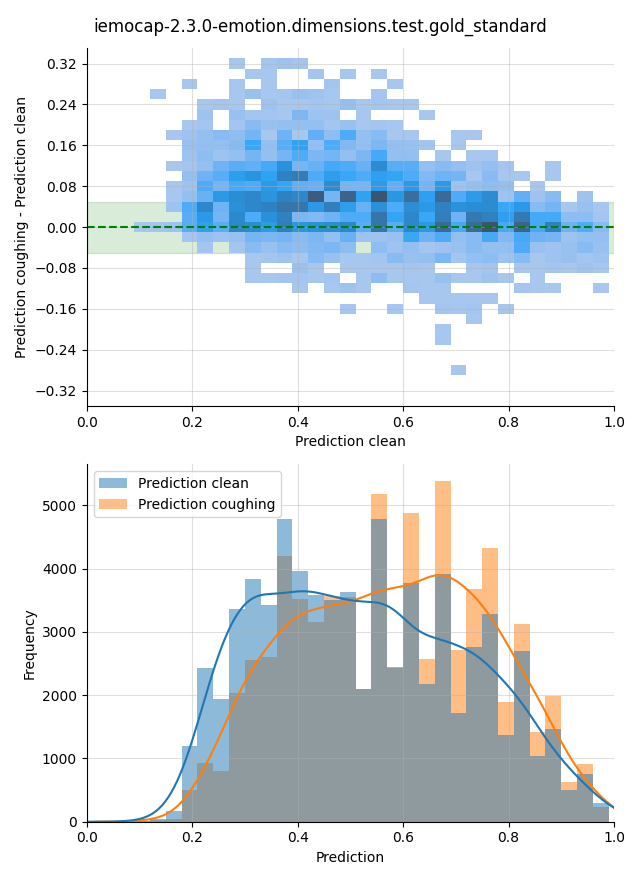 iemocap-2.3.0-emotion.dimensions.test.gold_standard
Prediction coughing - Prediction clean
0.32
0.24
0.16
0.08
0.00
−0.08
−0.16
−0.24
−0.32
0.0 0.2 0.4 0.6 0.8 1.0
Prediction clean
Prediction clean
Prediction coughing
Frequency
5000
4000
3000
2000
1000
0
0.0 0.2 0.4 0.6 0.8 1.0
Prediction